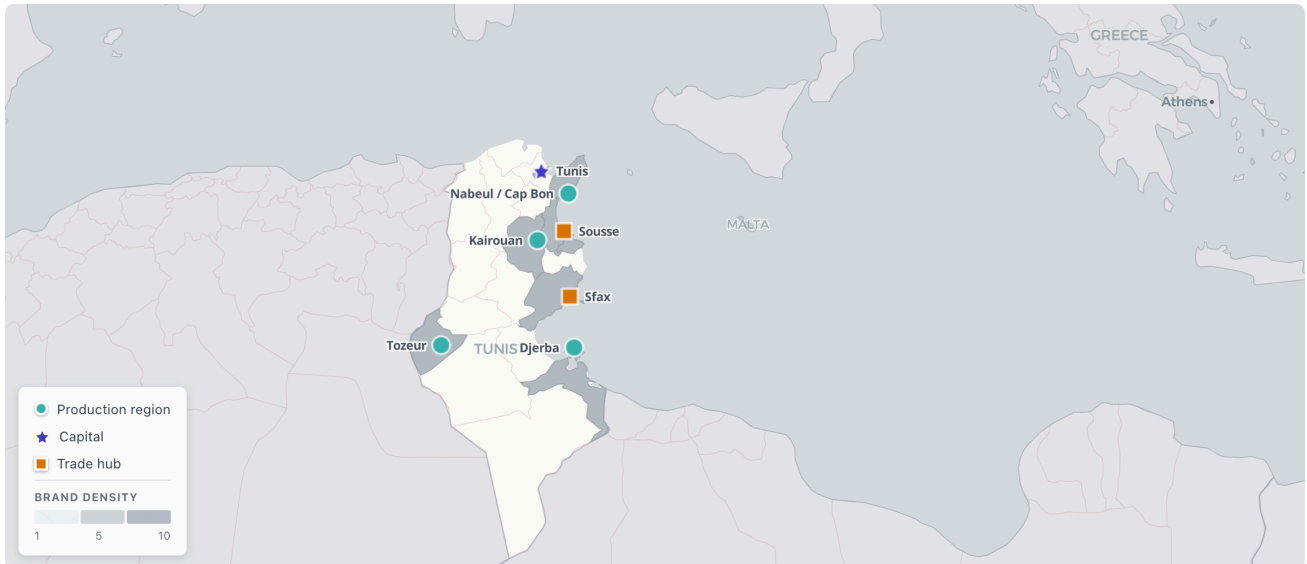 GREECE
Athens
Tunis
Nabeul / Cap Bon
MALTA
Sousse
Kairouan
Sfax
Tozeur
TUNIS
Djerba
Production region
Capital
Trade hub
BRAND DENSITY
1 5 10